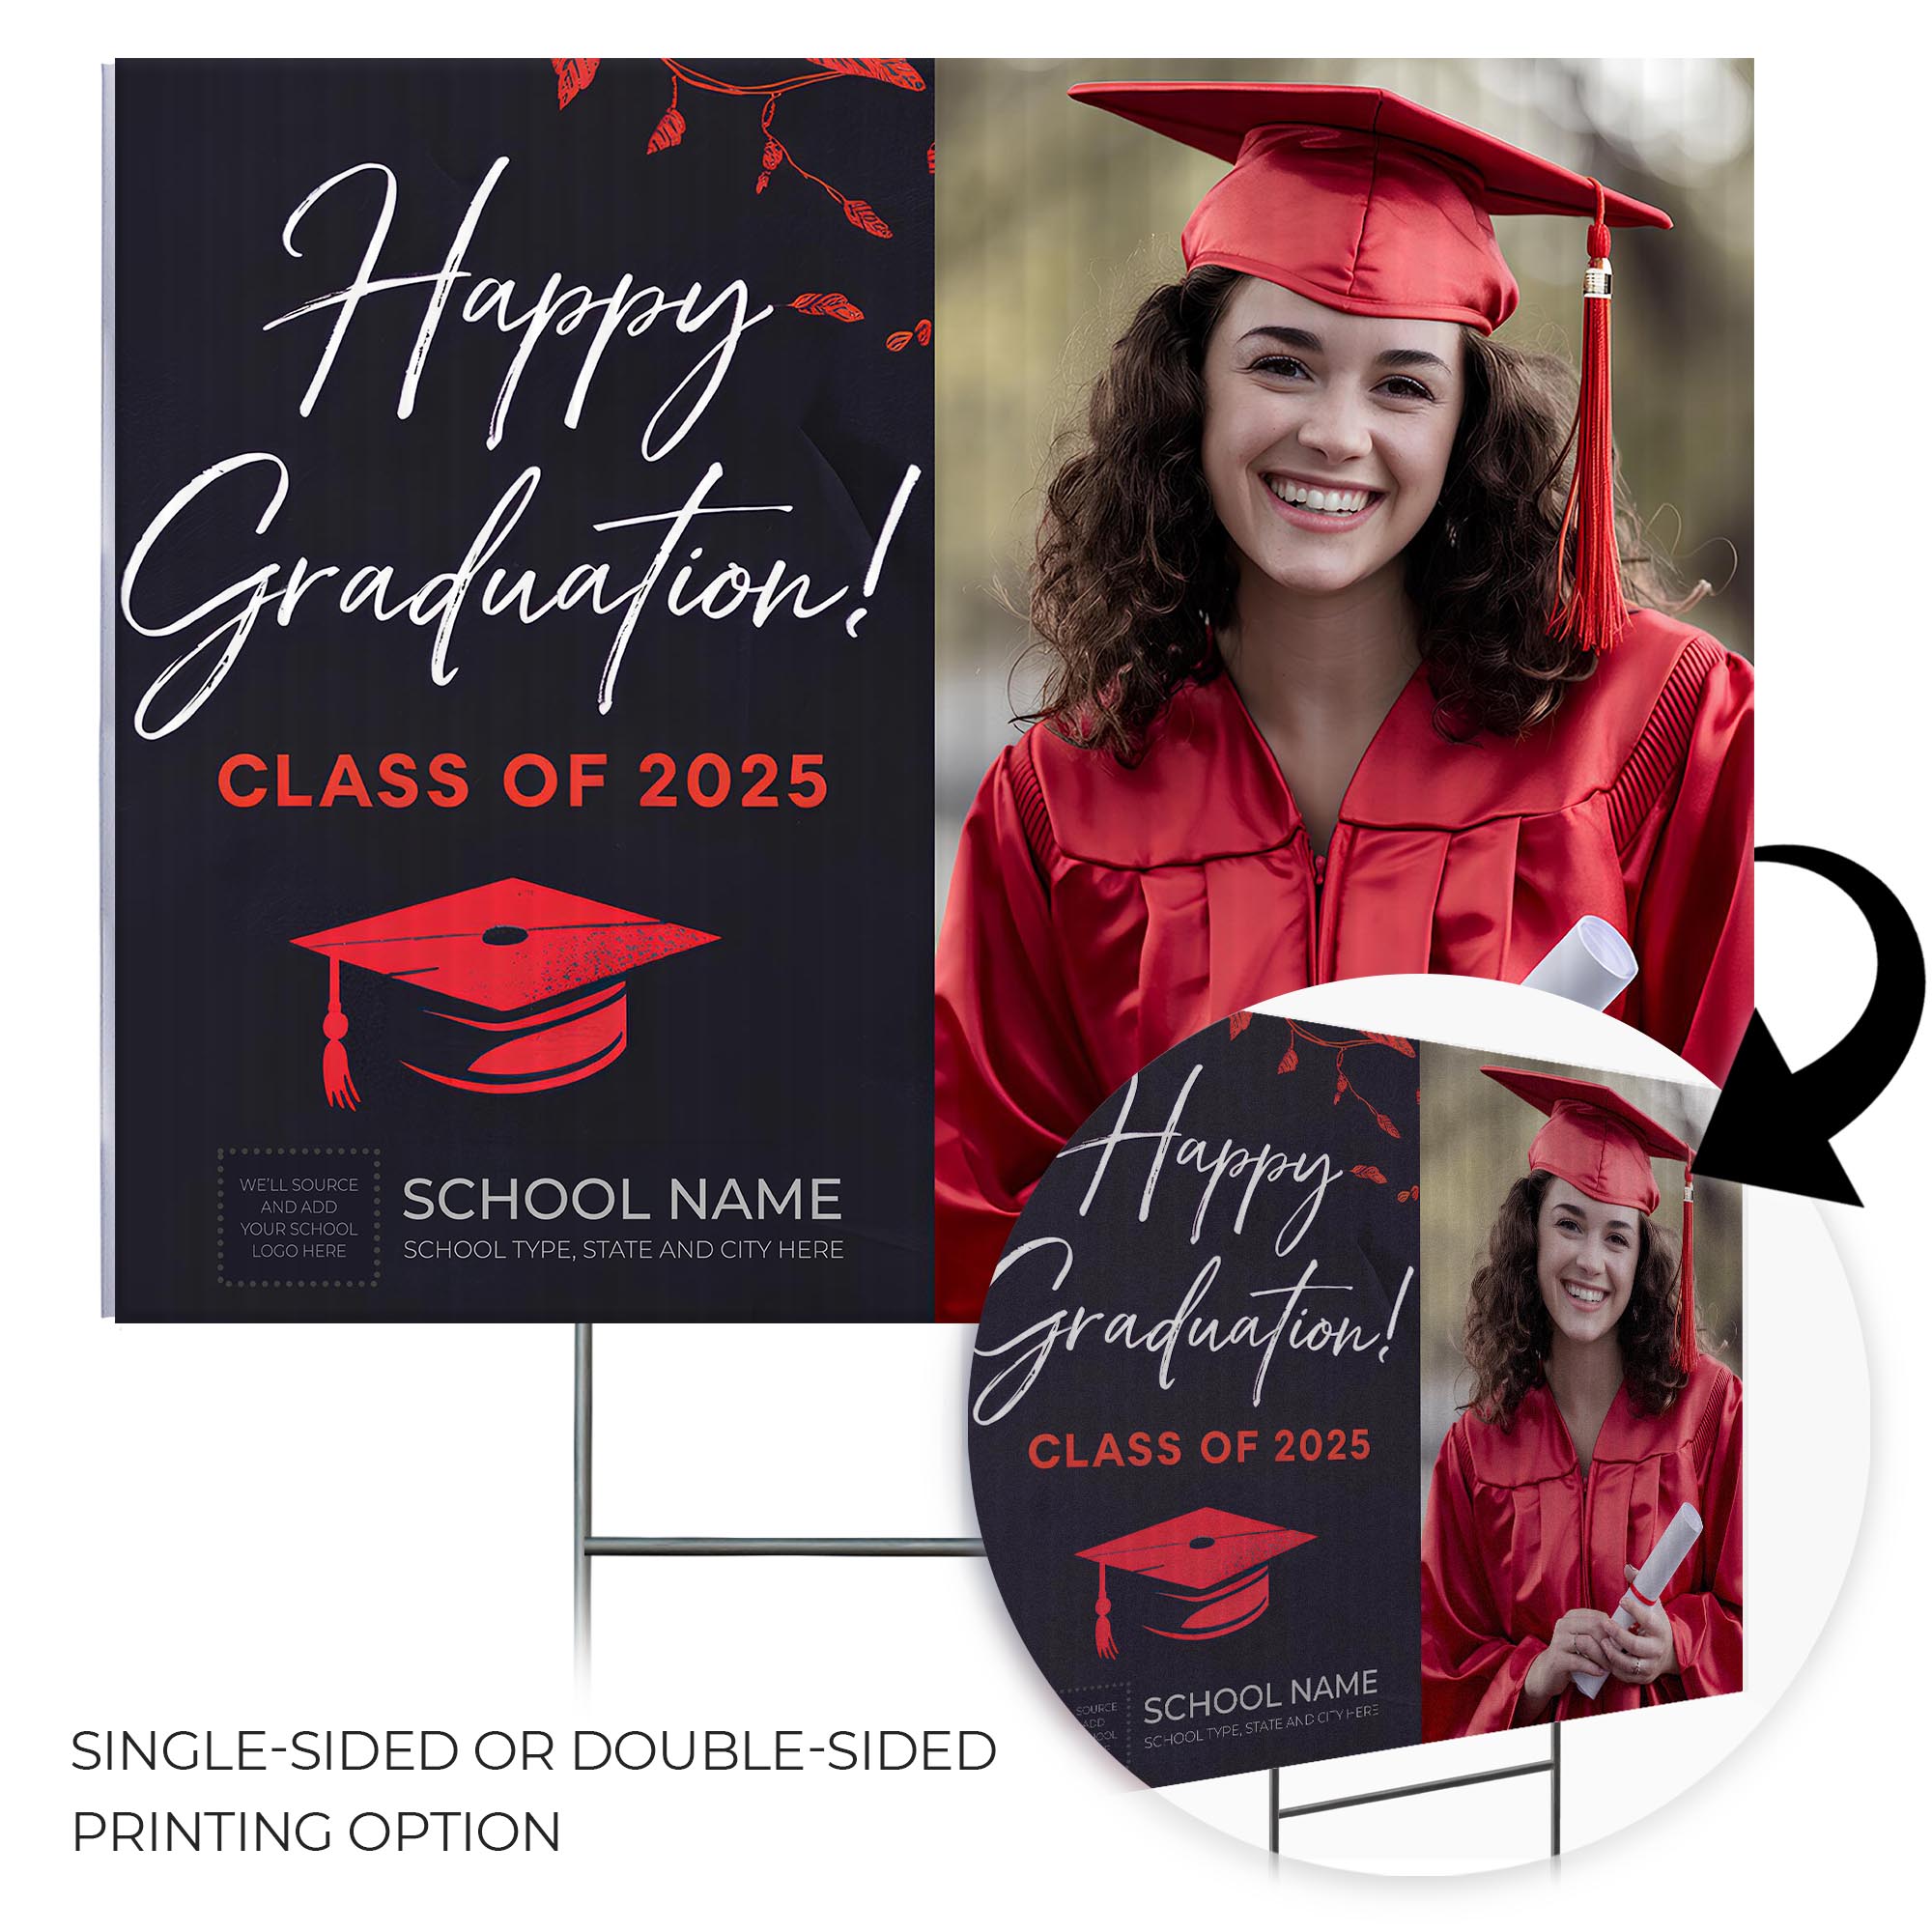 Happy
Graduation!
CLASS OF 2025
WE'LL SOURCE
AND ADD
YOUR SCHOOL
LOGO HERE
SCHOOL NAME
SCHOOL TYPE, STATE AND CITY HERE
Happy
Graduation!
CLASS OF 2025
SOURCE
ADD
SCHOOL NAME
SCHOOL TYPE, STATE AND CITY HERE
SINGLE-SIDED OR DOUBLE-SIDED
PRINTING OPTION